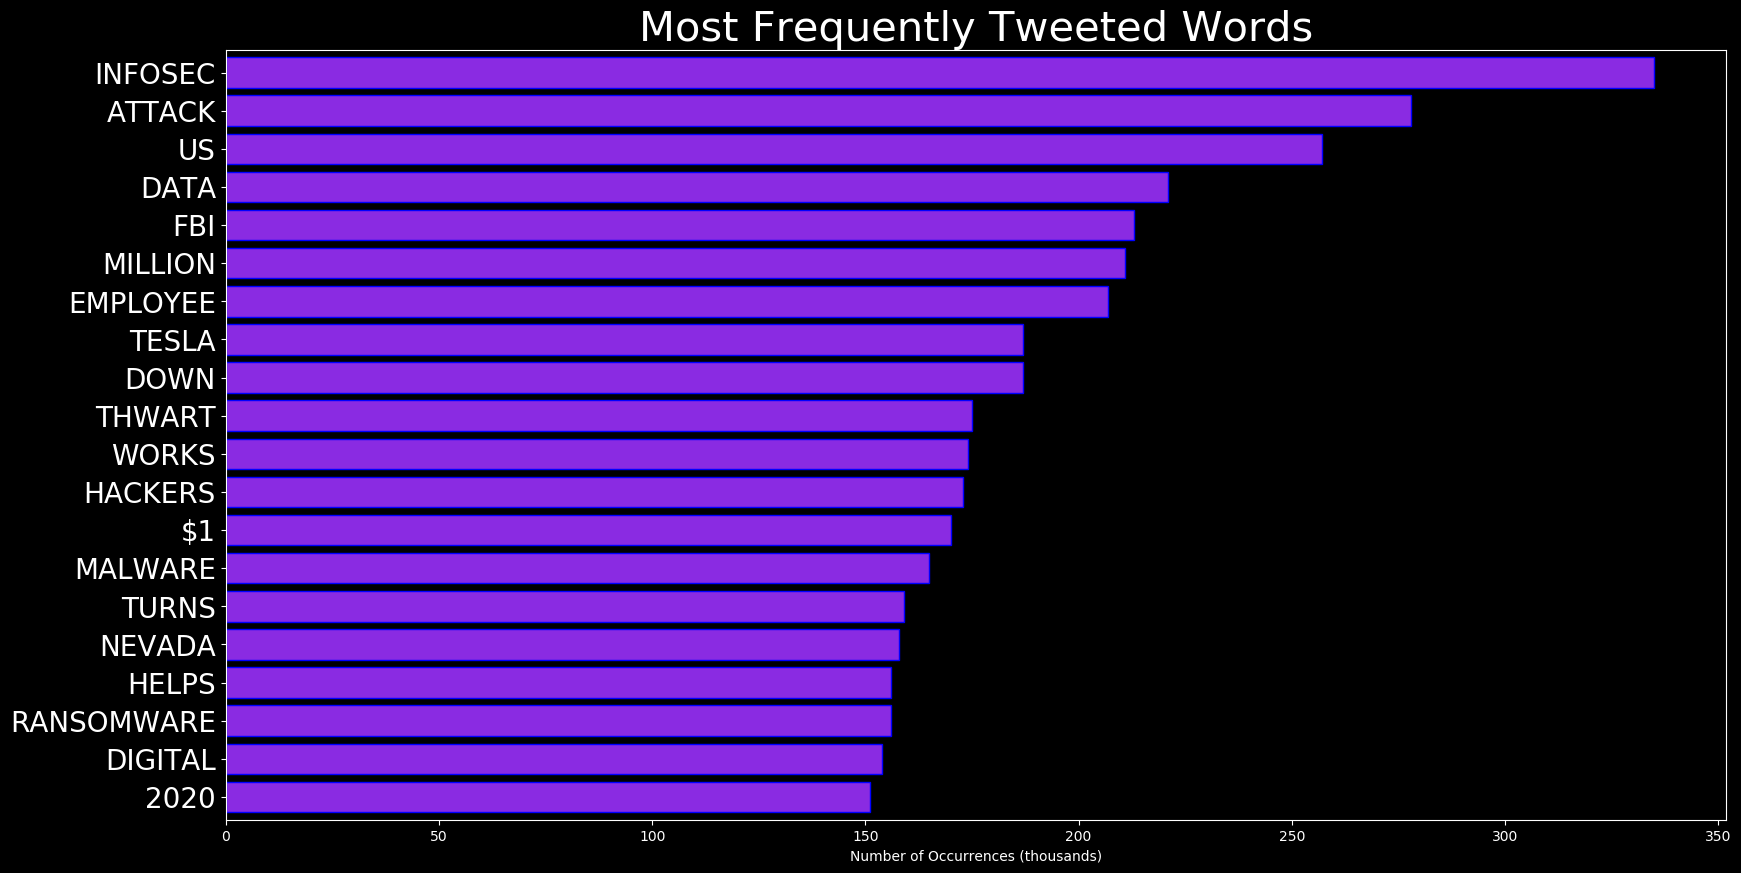 Most Frequently Tweeted Words
INFOSEC
ATTACK
US
DATA
FBI
MILLION
EMPLOYEE
TESLA
DOWN
THWART
WORKS
HACKERS
$1
MALWARE
TURNS
NEVADA
HELPS
RANSOMWARE
DIGITAL
2020
0 50 100 150 200 250 300 350
Number of Occurrences (thousands)